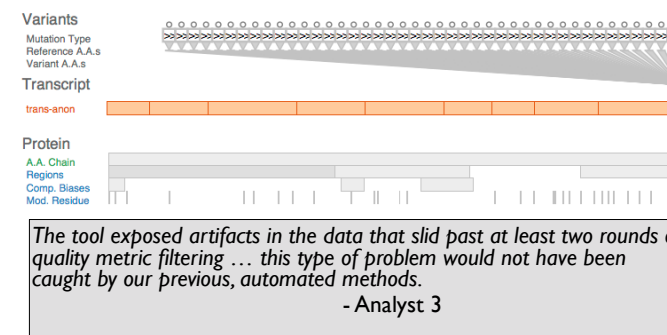 Variants
Mutation Type
Reference A.A.s
Variant A.A.s
Transcript
trans-anon
Protein
A.A. Chain
Regions
Comp. Biases
Mod. Residue
The tool exposed artifacts in the data that slid past at least two rounds
quality metric filtering … this type of problem would not have been
caught by our previous, automated methods.
- Analyst 3